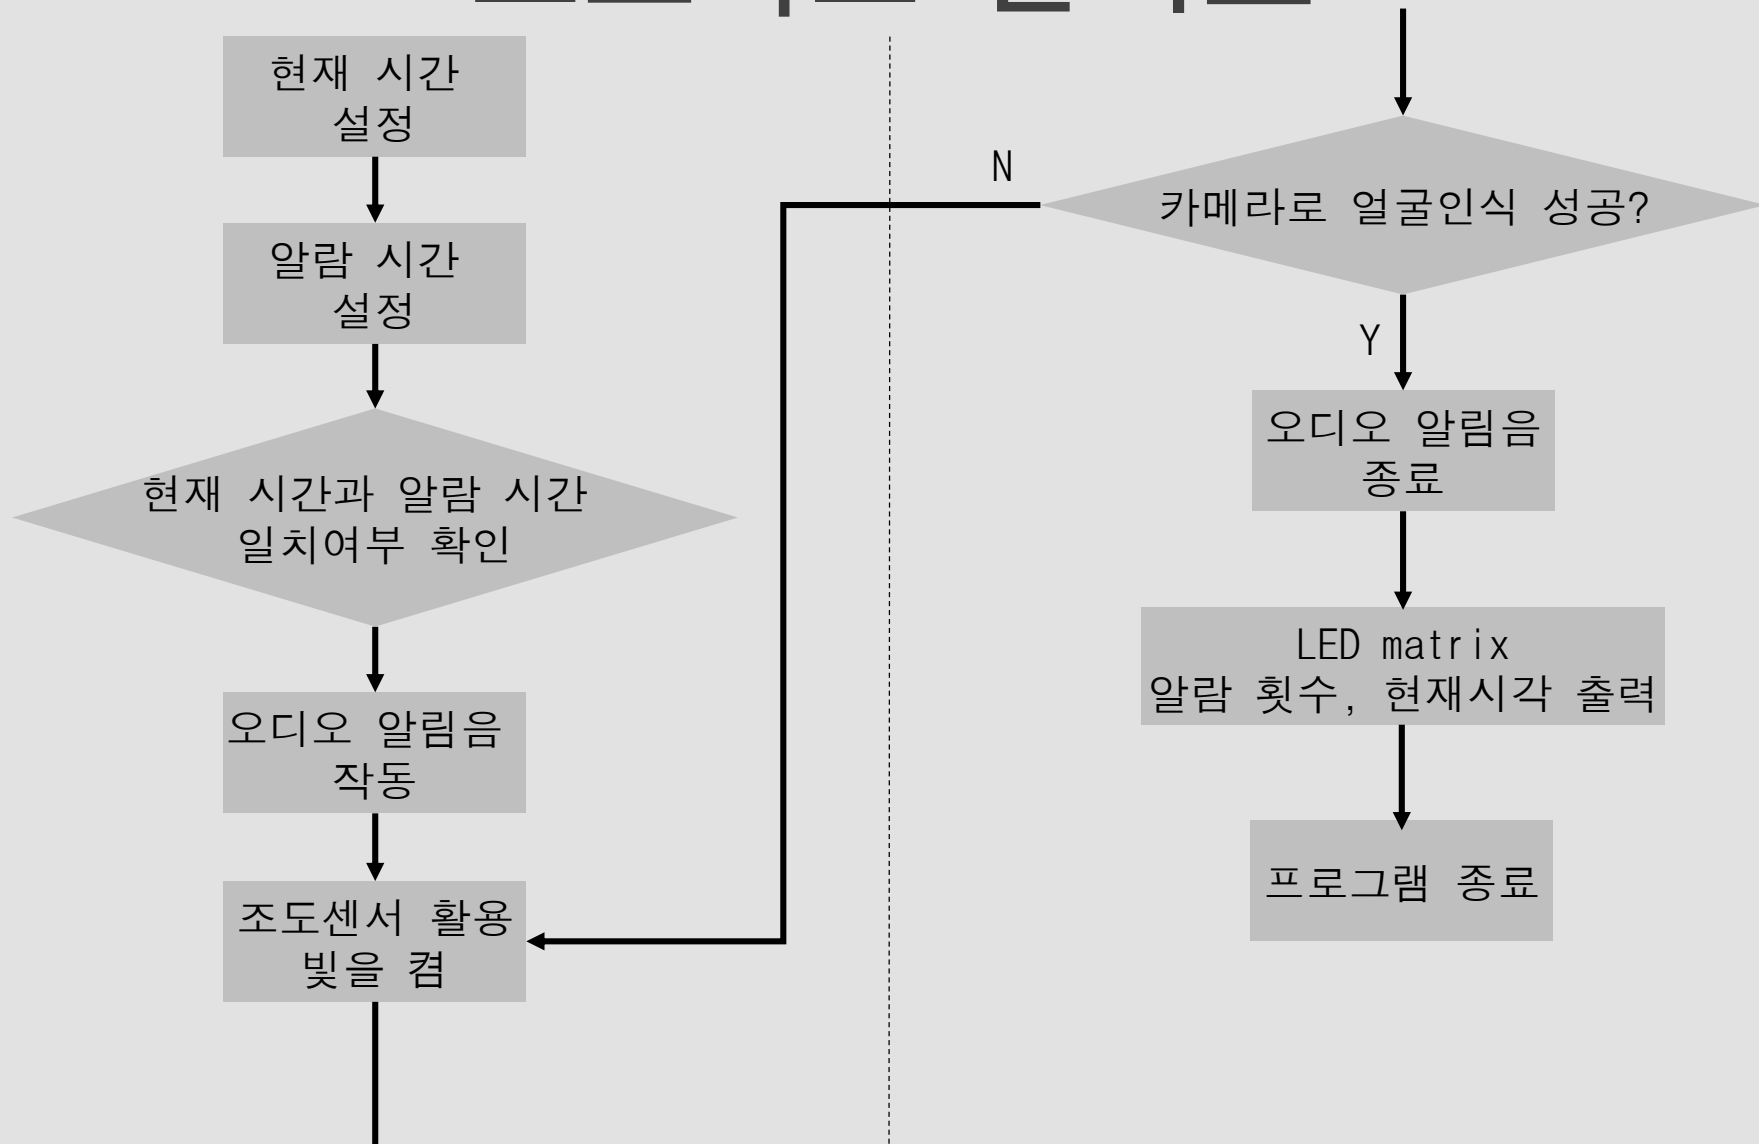 현재 시간
설정
알람 시간
설정
현재 시간과 알람 시간
일치여부 확인
오디오 알림음
작동
조도센서 활용
빛을 켬
N
카메라로 얼굴인식 성공?
Y
오디오 알림음
종료
LED matrix
알람 횟수, 현재시각 출력
프로그램 종료